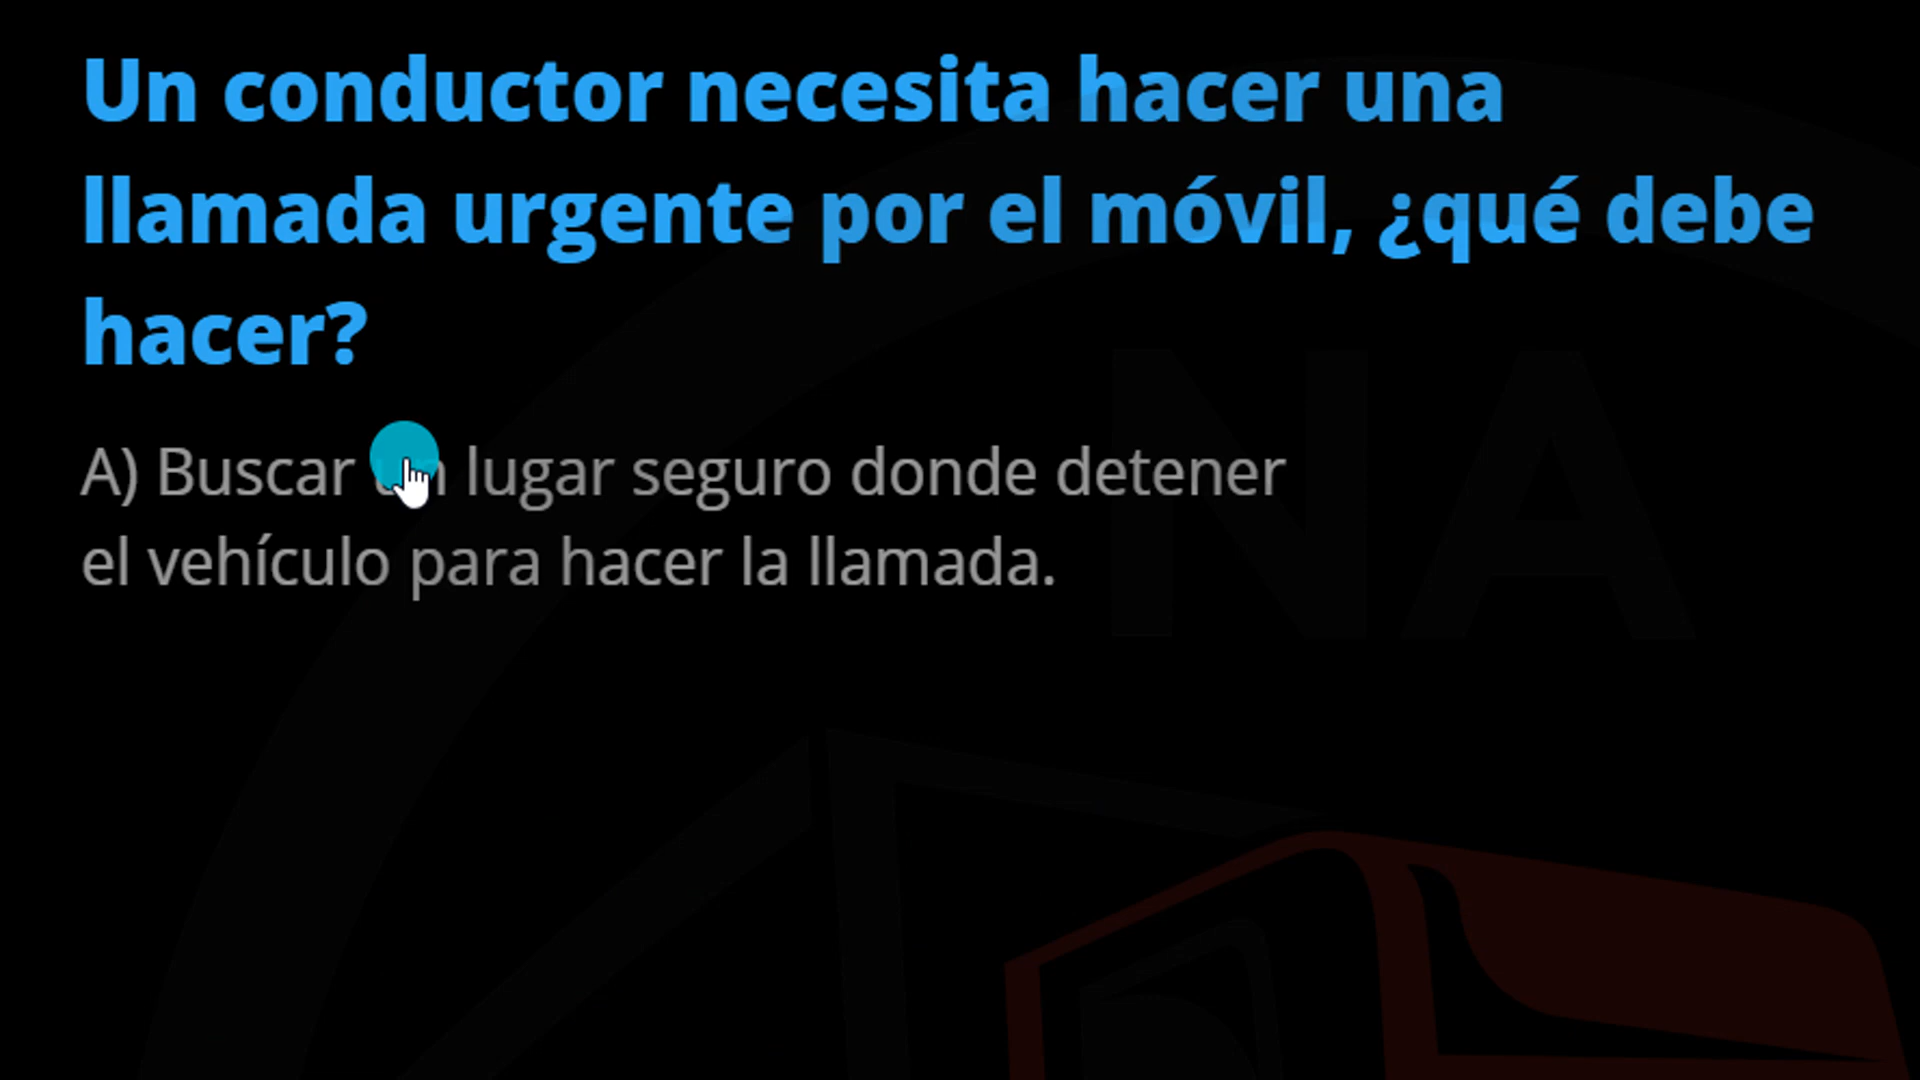 Un conductor necesita hacer una
llamada urgente por el móvil, ¿qué debe
hacer?
A) Buscar un lugar seguro donde detener
el vehículo para hacer la llamada.
NA